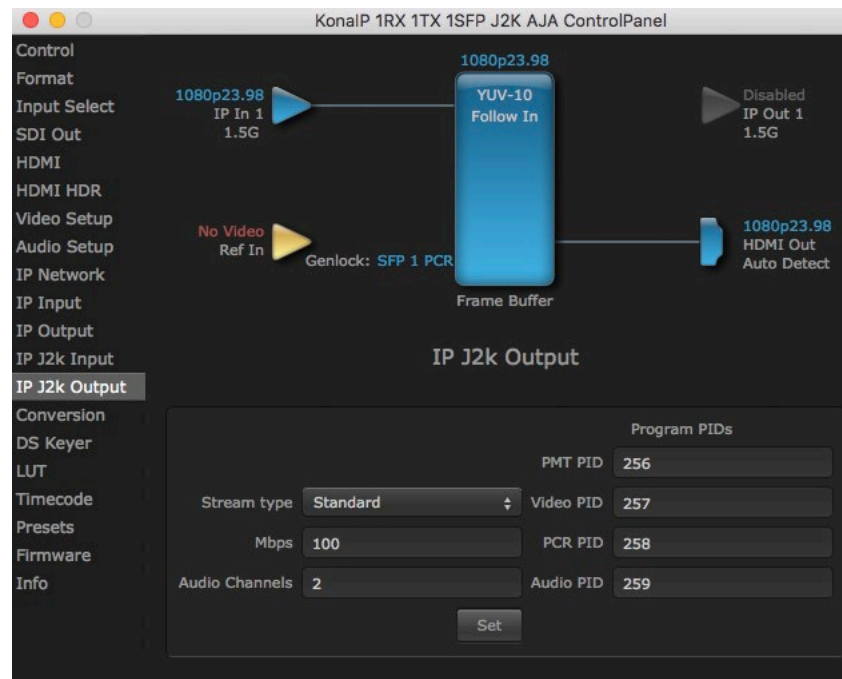 KonaIP 1RX 1TX 1SFP J2K AJA ControlPanel
Control
Format
Input Select
SDI Out
HDMI
HDMI HDR
Video Setup
Audio Setup
IP Network
IP Input
IP Output
IP J2k Input
IP J2k Output
Conversion
DS Keyer
LUT
Timecode
Presets
Firmware
Info
1080p23.98
IP In 1
1.5G
No Video
Ref In
Genlock: SFP 1 PCR
1080p23.98
YUV-10
Follow In
Frame Buffer
Disabled
IP Out 1
1.5G
1080p23.98
HDMI Out
Auto Detect
IP J2k Output
Program PIDs
PMT PID 256
Stream type Standard Video PID 257
Mbps 100 PCR PID 258
Audio Channels 2 Audio PID 259
Set